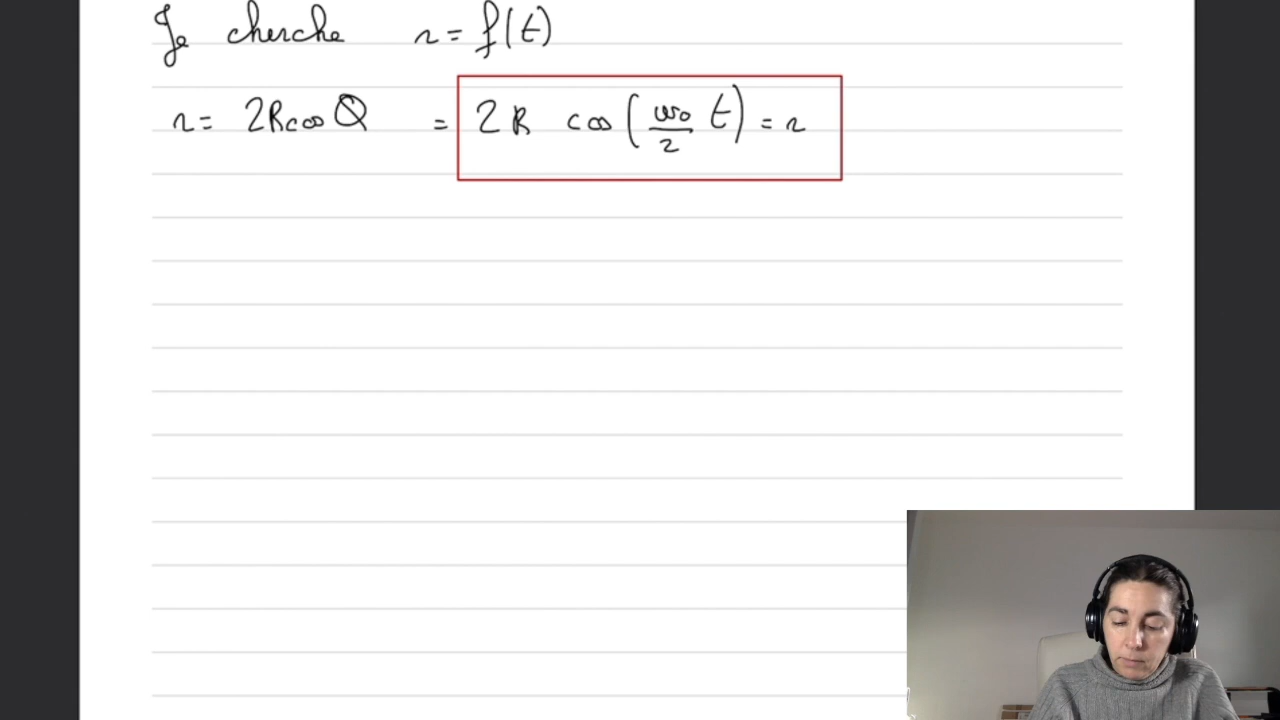 Je cherche r = f(t)
r = 2R cos θ = 2R cos (ω₀/2 t) = r